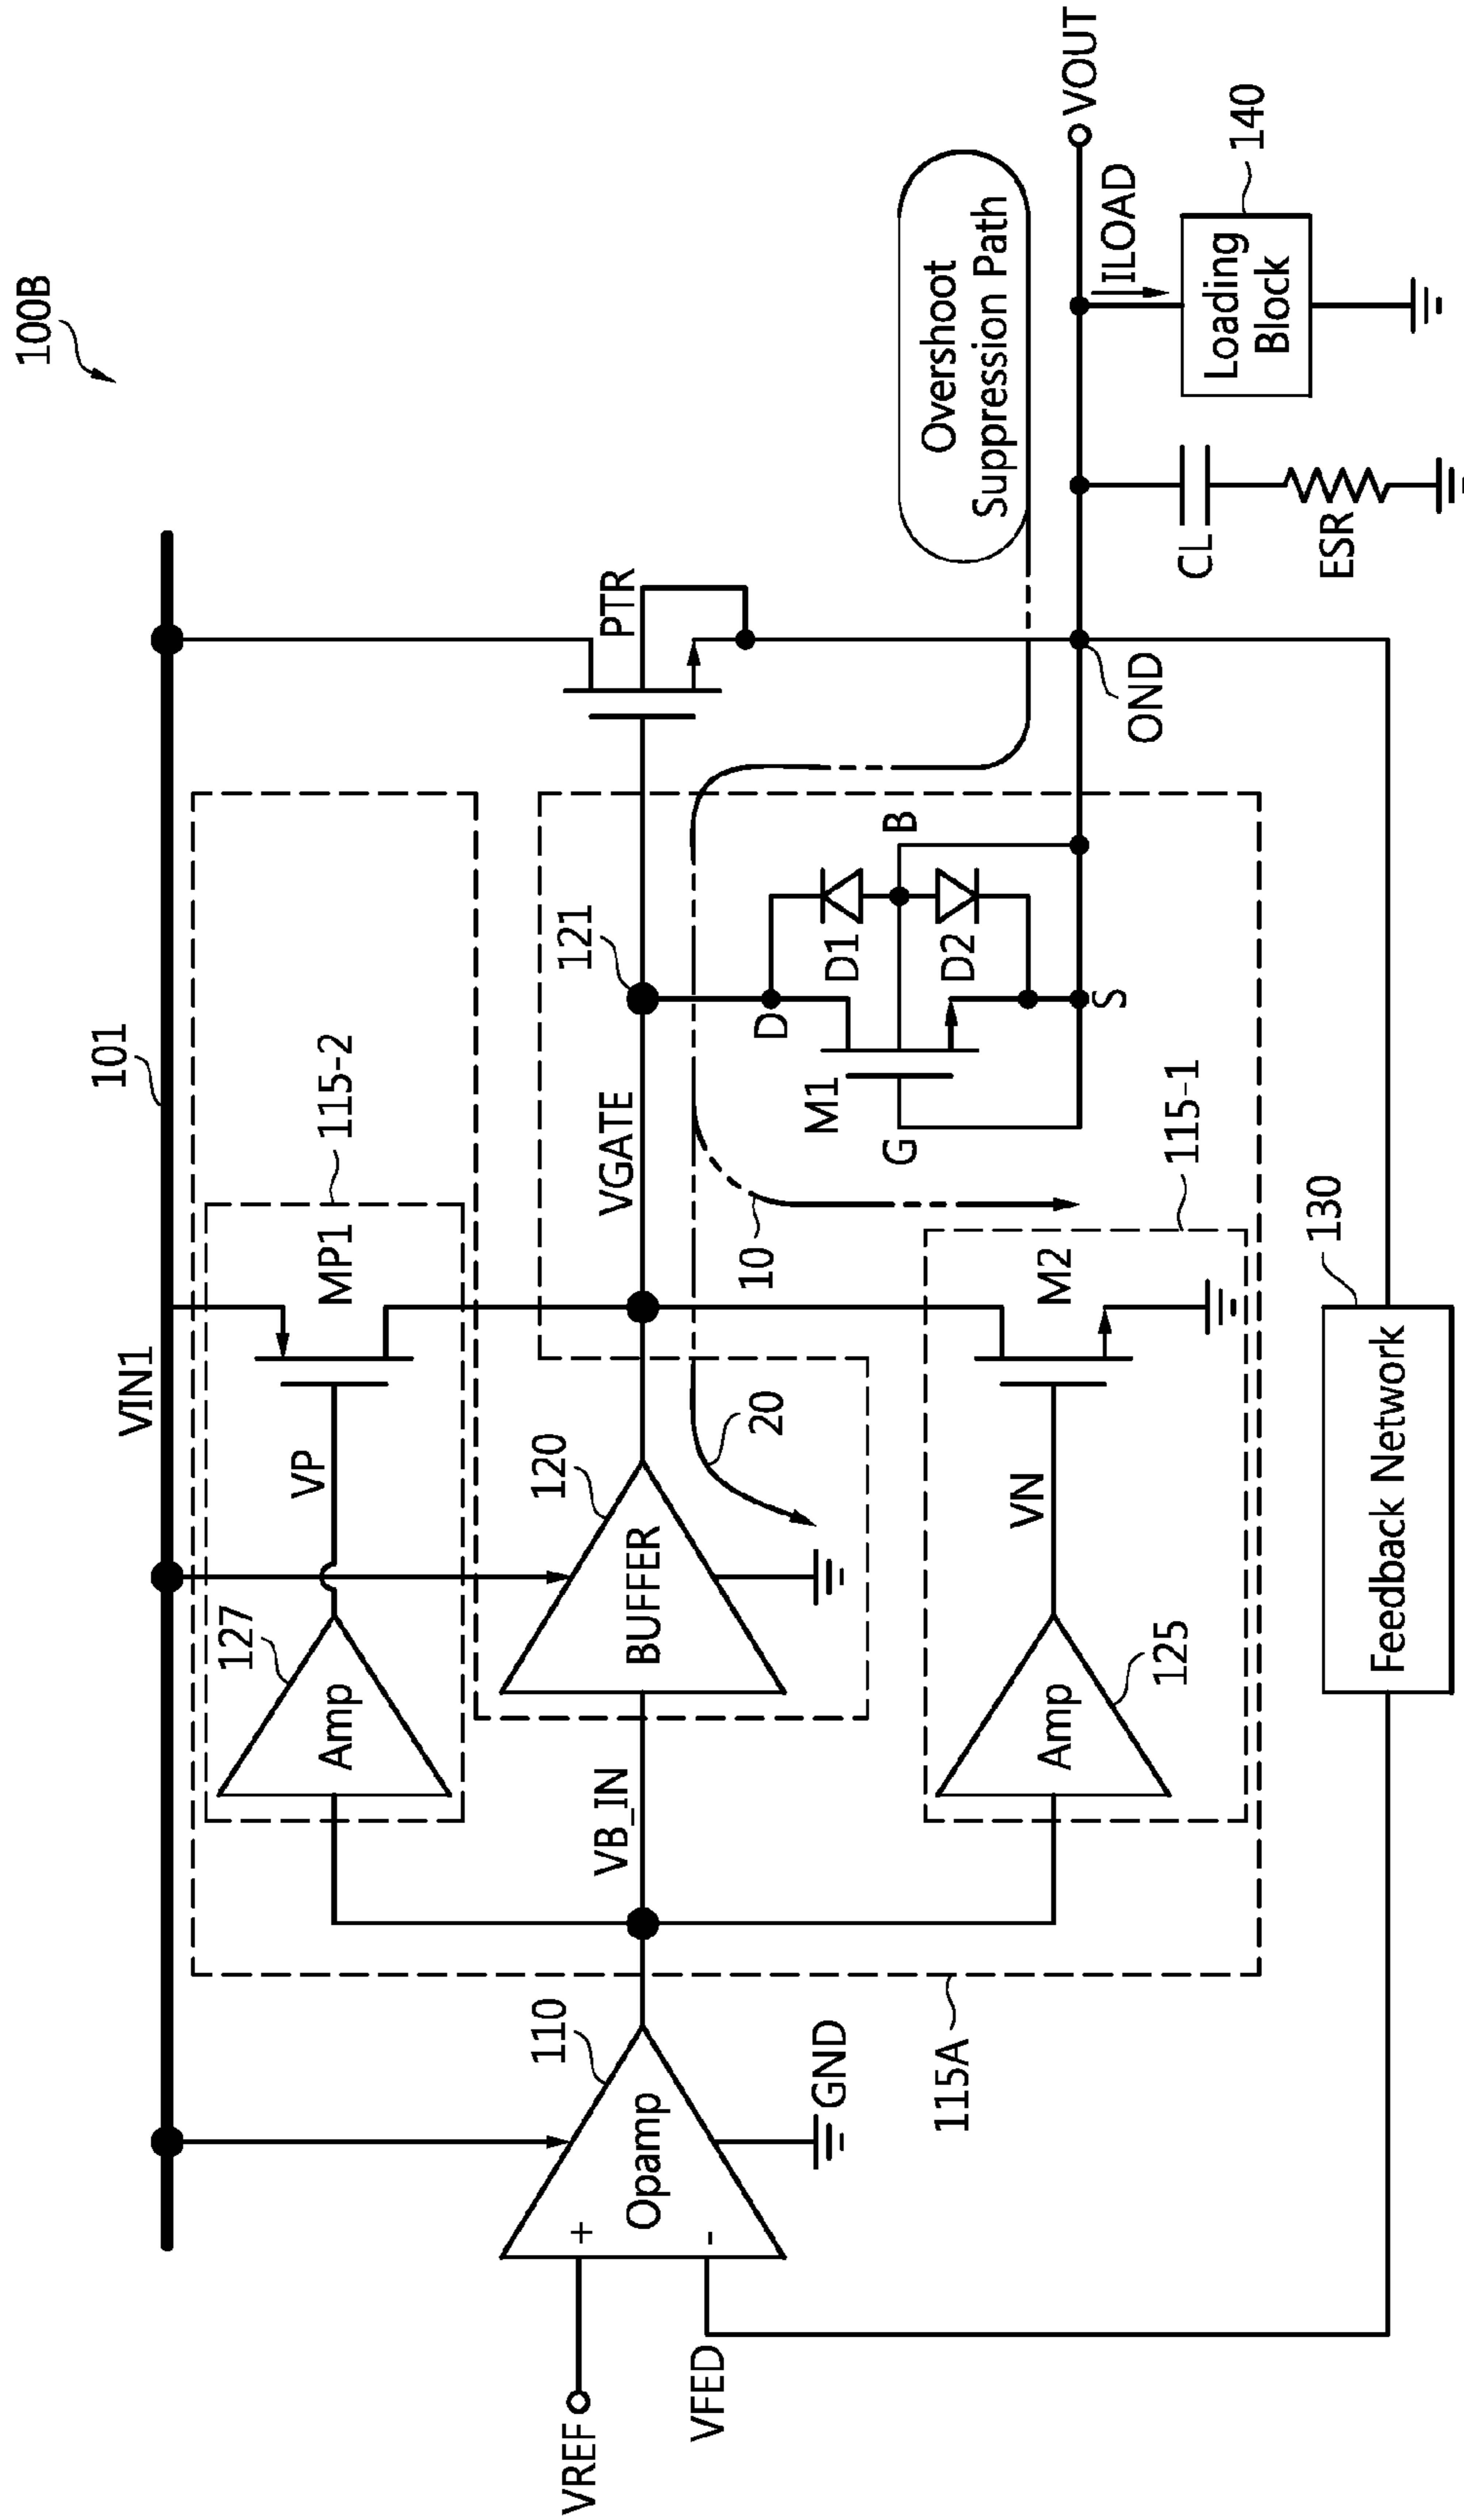 100B
VIN1
101
127
Amp
VP
MP1
115-2
110
Opamp
+
-
VREF
VFED
GND
VB_IN
120
BUFFER
20
VGATE
121
PTR
10
D
M1
G
D1
D2
B
S
Overshoot
Suppression Path
VOUT
OND
ILOAD
CL
ESR
Loading
Block
140
115A
Amp
125
VN
M2
115-1
130
Feedback Network